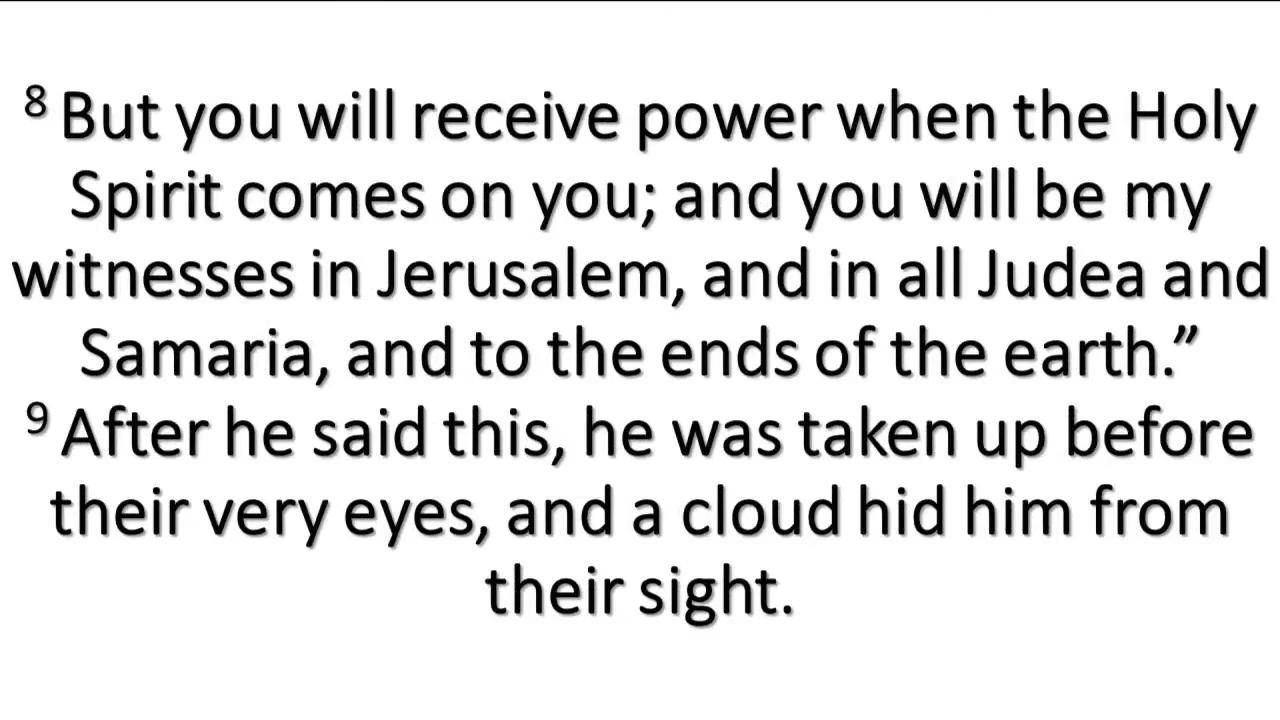 8 But you will receive power when the Holy
Spirit comes on you; and you will be my
witnesses in Jerusalem, and in all Judea and
Samaria, and to the ends of the earth.”
9 After he said this, he was taken up before
their very eyes, and a cloud hid him from
their sight.